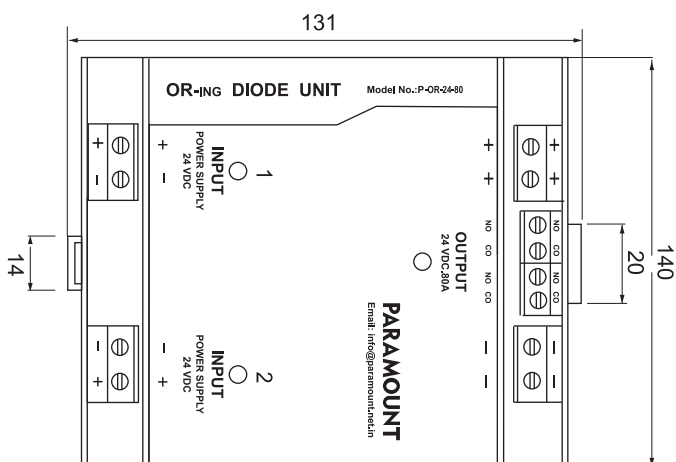 131
OR-ING DIODE UNIT Model No.:P-OR-24-80
+ + 1
INPUT
POWER SUPPLY
24 VDC
- -
+ +
+ +
NO NO
CO CO
NO NO
CO CO
OUTPUT
24 VDC,80A
14
20
140
PARAMOUNT
Email: info@paramount.net.in
- - 2
INPUT
POWER SUPPLY
24 VDC
+ +
- -
- -